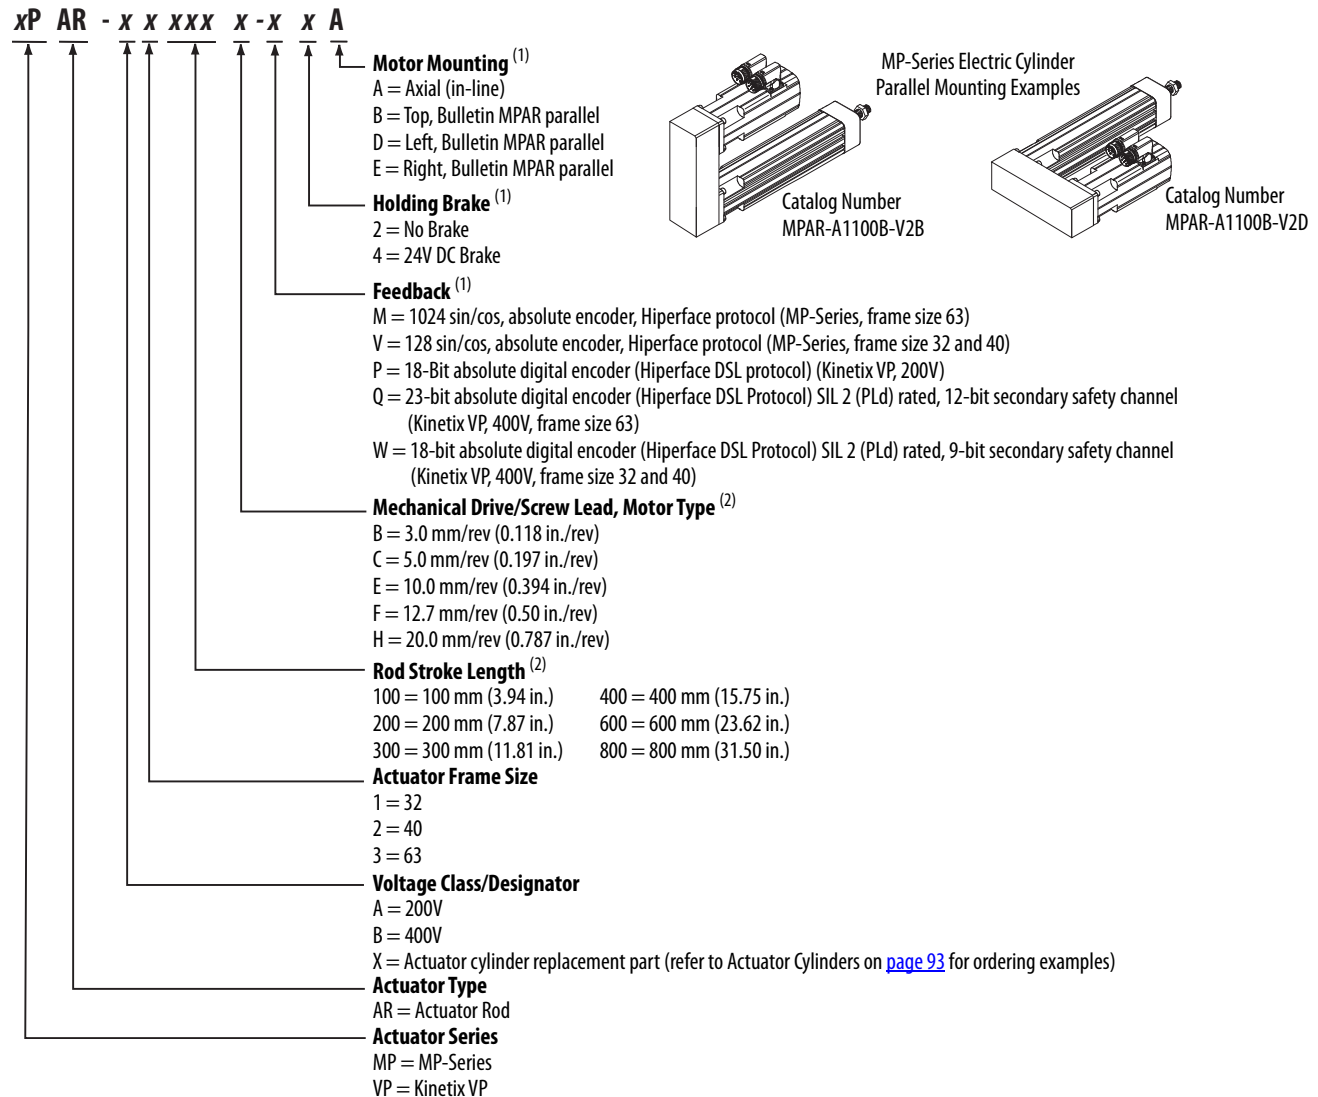 xP AR - x x xxx x - x x A
Motor Mounting (1)
A = Axial (in-line)
B = Top, Bulletin MPAR parallel
D = Left, Bulletin MPAR parallel
E = Right, Bulletin MPAR parallel
MP-Series Electric Cylinder
Parallel Mounting Examples
Catalog Number
MPAR-A1100B-V2B
Catalog Number
MPAR-A1100B-V2D
Holding Brake (1)
2 = No Brake
4 = 24V DC Brake
Feedback (1)
M = 1024 sin/cos, absolute encoder, Hiperface protocol (MP-Series, frame size 63)
V = 128 sin/cos, absolute encoder, Hiperface protocol (MP-Series, frame size 32 and 40)
P = 18-Bit absolute digital encoder (Hiperface DSL protocol) (Kinetix VP, 200V)
Q = 23-bit absolute digital encoder (Hiperface DSL Protocol) SIL 2 (PLd) rated, 12-bit secondary safety channel
(Kinetix VP, 400V, frame size 63)
W = 18-bit absolute digital encoder (Hiperface DSL Protocol) SIL 2 (PLd) rated, 9-bit secondary safety channel
(Kinetix VP, 400V, frame size 32 and 40)
Mechanical Drive/Screw Lead, Motor Type (2)
B = 3.0 mm/rev (0.118 in./rev)
C = 5.0 mm/rev (0.197 in./rev)
E = 10.0 mm/rev (0.394 in./rev)
F = 12.7 mm/rev (0.50 in./rev)
H = 20.0 mm/rev (0.787 in./rev)
Rod Stroke Length (2)
100 = 100 mm (3.94 in.) 400 = 400 mm (15.75 in.)
200 = 200 mm (7.87 in.) 600 = 600 mm (23.62 in.)
300 = 300 mm (11.81 in.) 800 = 800 mm (31.50 in.)
Actuator Frame Size
1 = 32
2 = 40
3 = 63
Voltage Class/Designator
A = 200V
B = 400V
X = Actuator cylinder replacement part (refer to Actuator Cylinders on page 93 for ordering examples)
Actuator Type
AR = Actuator Rod
Actuator Series
MP = MP-Series
VP = Kinetix VP